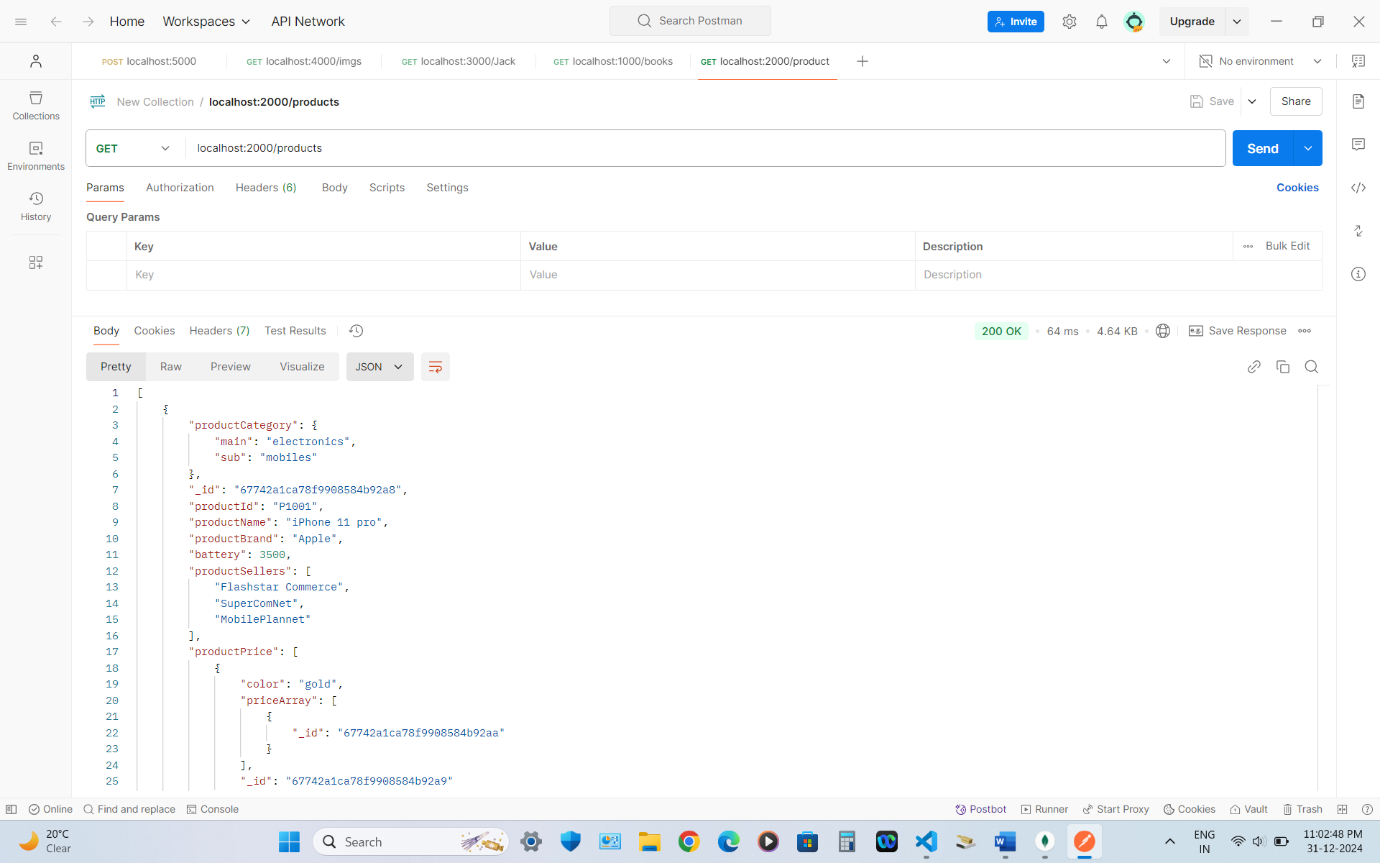 Home Workspaces API Network Search Postman Invite Upgrade
POST localhost:5000 GET localhost:4000/imgs GET localhost:3000/Jack GET localhost:1000/books GET localhost:2000/product No environment
HTTP New Collection / localhost:2000/products Save Share
Collections
GET localhost:2000/products Send
Environments
Params Authorization Headers (6) Body Scripts Settings Cookies
History
Query Params
Key Value Description Bulk Edit
Key Value Description
Body Cookies Headers (7) Test Results 200 OK 64 ms 4.64 KB Save Response
Pretty Raw Preview Visualize JSON
1 [
2 {
3 "productCategory": {
4 "main": "electronics",
5 "sub": "mobiles"
6 },
7 "_id": "67742a1ca78f9908584b92a8",
8 "productId": "P1001",
9 "productName": "iPhone 11 pro",
10 "productBrand": "Apple",
11 "battery": 3500,
12 "productSellers": [
13 "Flashstar Commerce",
14 "SuperComNet",
15 "MobilePlannet"
16 ],
17 "productPrice": [
18 {
19 "color": "gold",
20 "priceArray": [
21 {
22 "_id": "67742a1ca78f9908584b92aa"
23 }
24 ],
25 "_id": "67742a1ca78f9908584b92a9"
Online Find and replace Console Postbot Runner Start Proxy Cookies Vault Trash
20°C
Clear
Search
ENG
IN
11:02:48 PM
31-12-2024